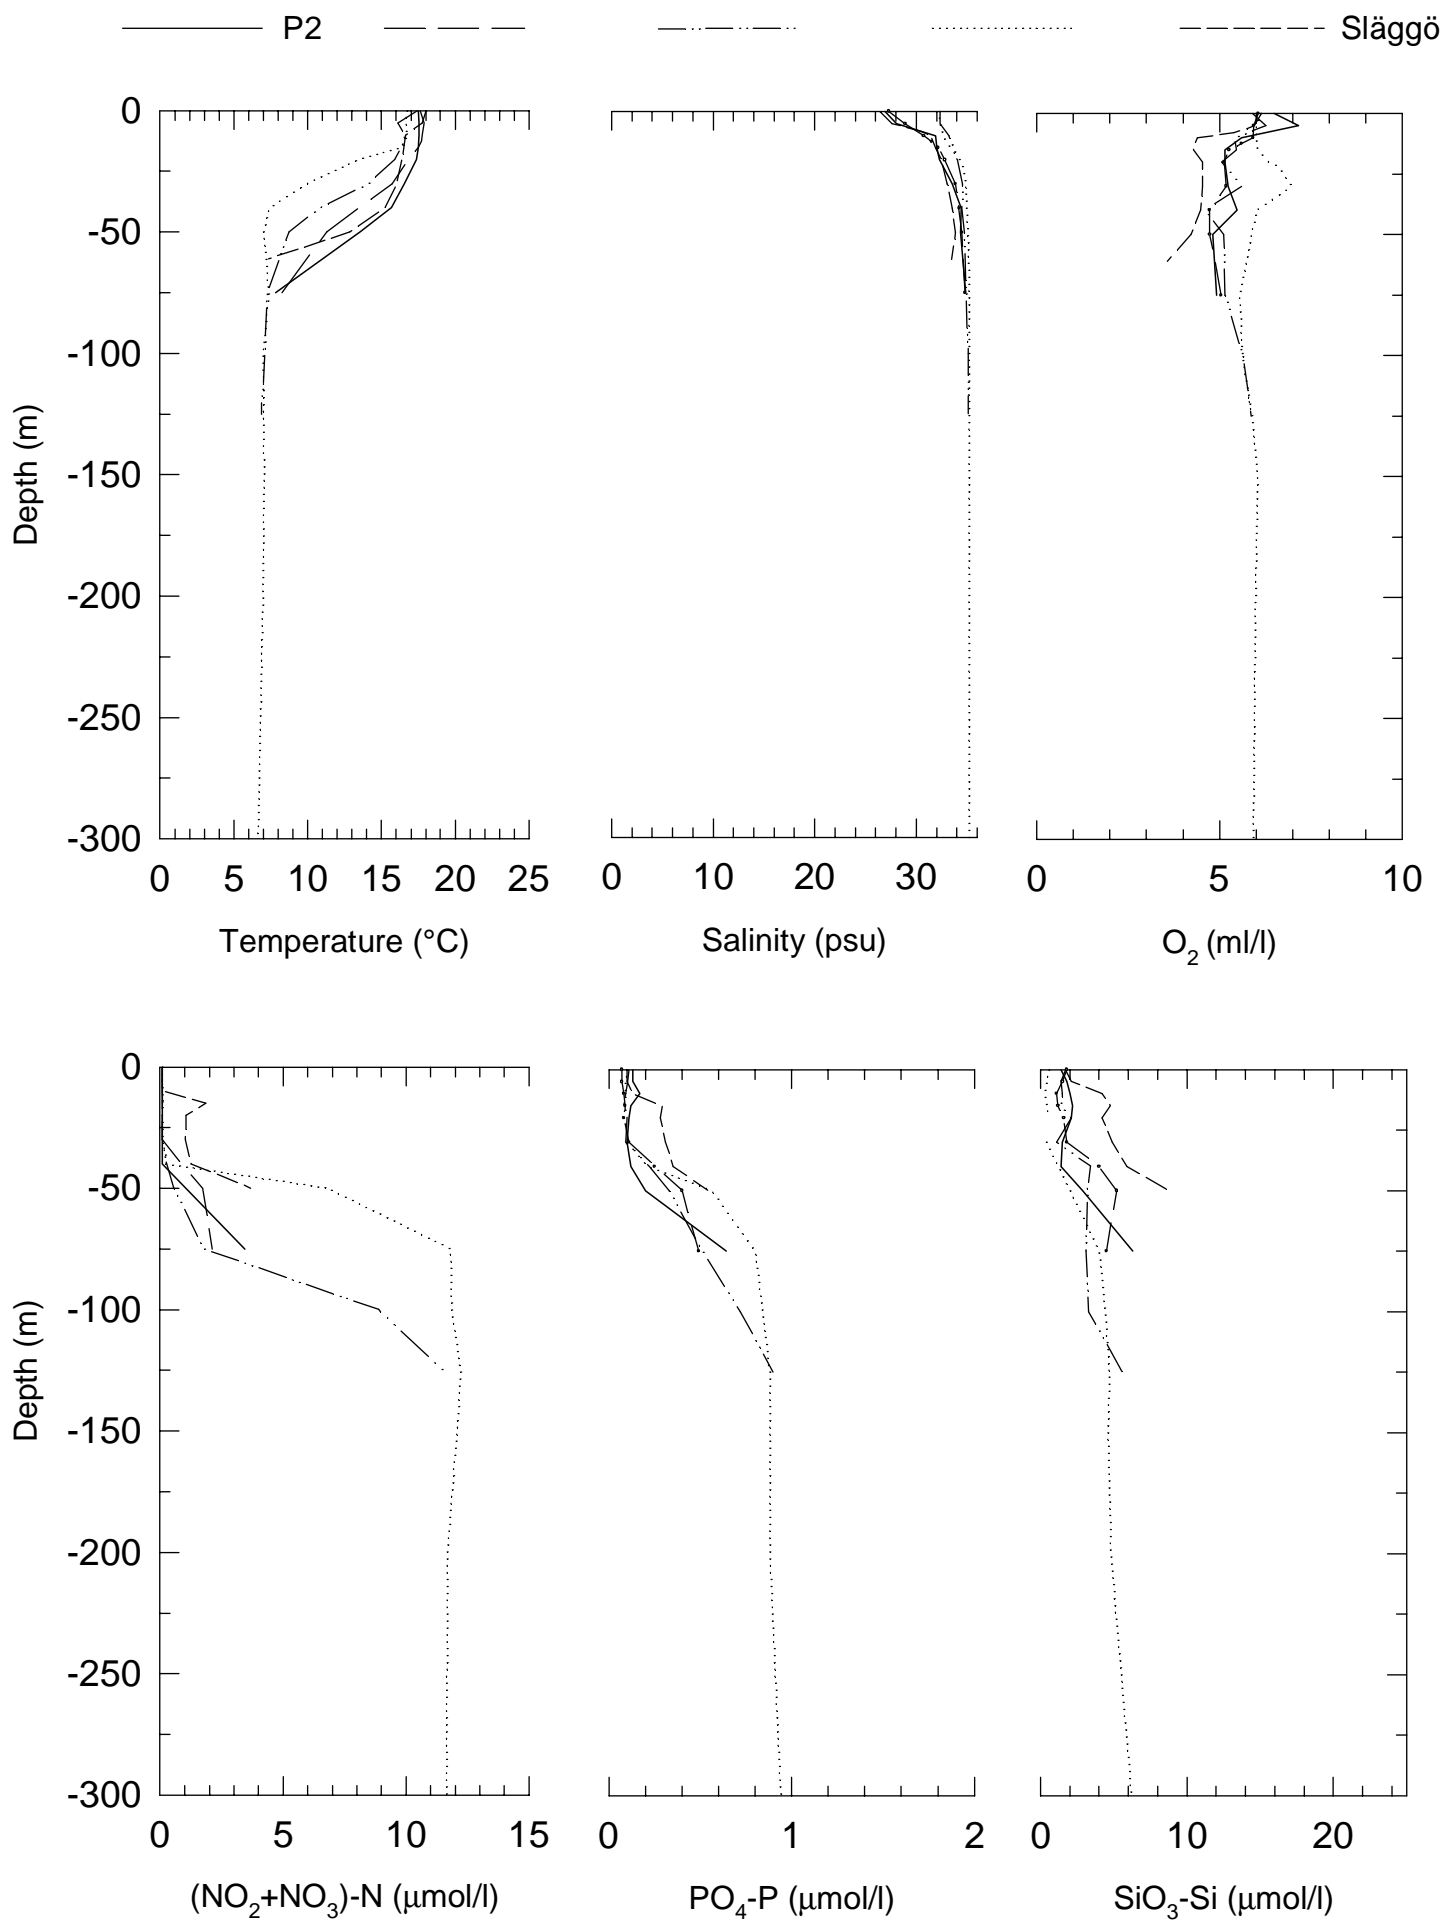 P2 Släggö
0
-50
-100
-150
-200
-250
-300
Depth (m)
0 5 10 15 20 25
0 10 20 30
0 5 10
Temperature (°C) Salinity (psu) O₂ (ml/l)
0
-50
-100
-150
-200
-250
-300
Depth (m)
0 5 10 15
0 1 2
0 10 20
(NO₂+NO₃)-N (μmol/l) PO₄-P (μmol/l) SiO₃-Si (μmol/l)